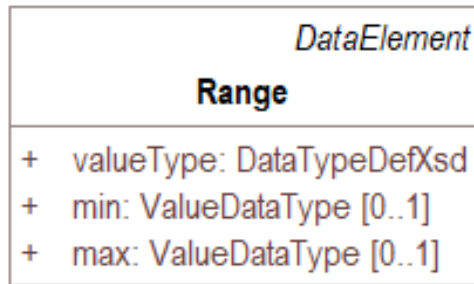 DataElement
Range
+ valueType: DataTypeDefXsd
+ min: ValueDataType [0..1]
+ max: ValueDataType [0..1]